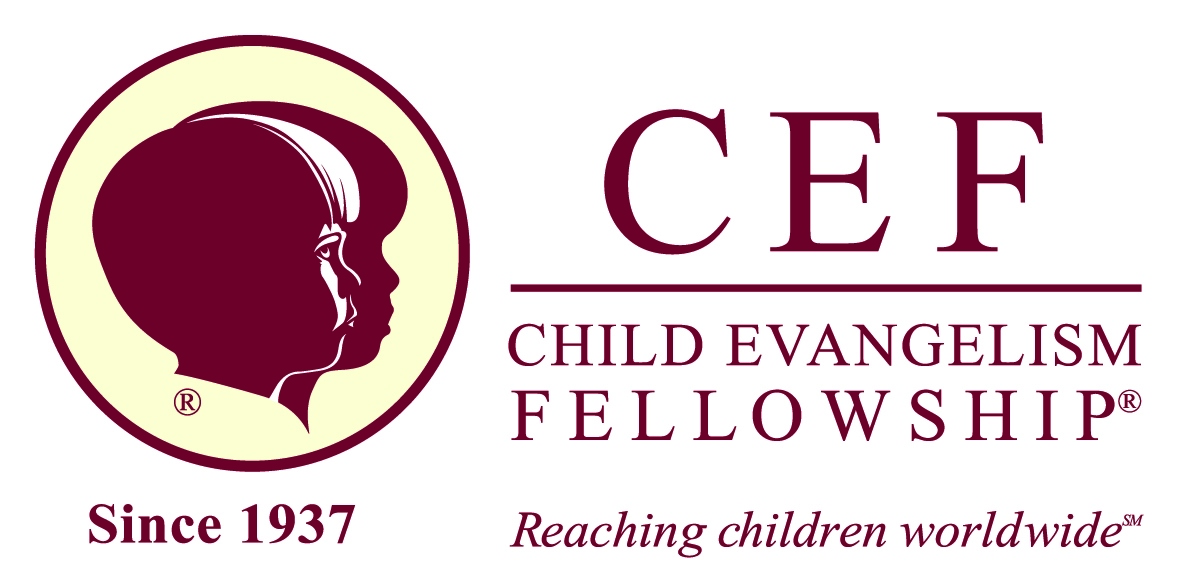 ®
Since 1937
CEF
CHILD EVANGELISM
FELLOWSHIP®
Reaching children worldwide℠